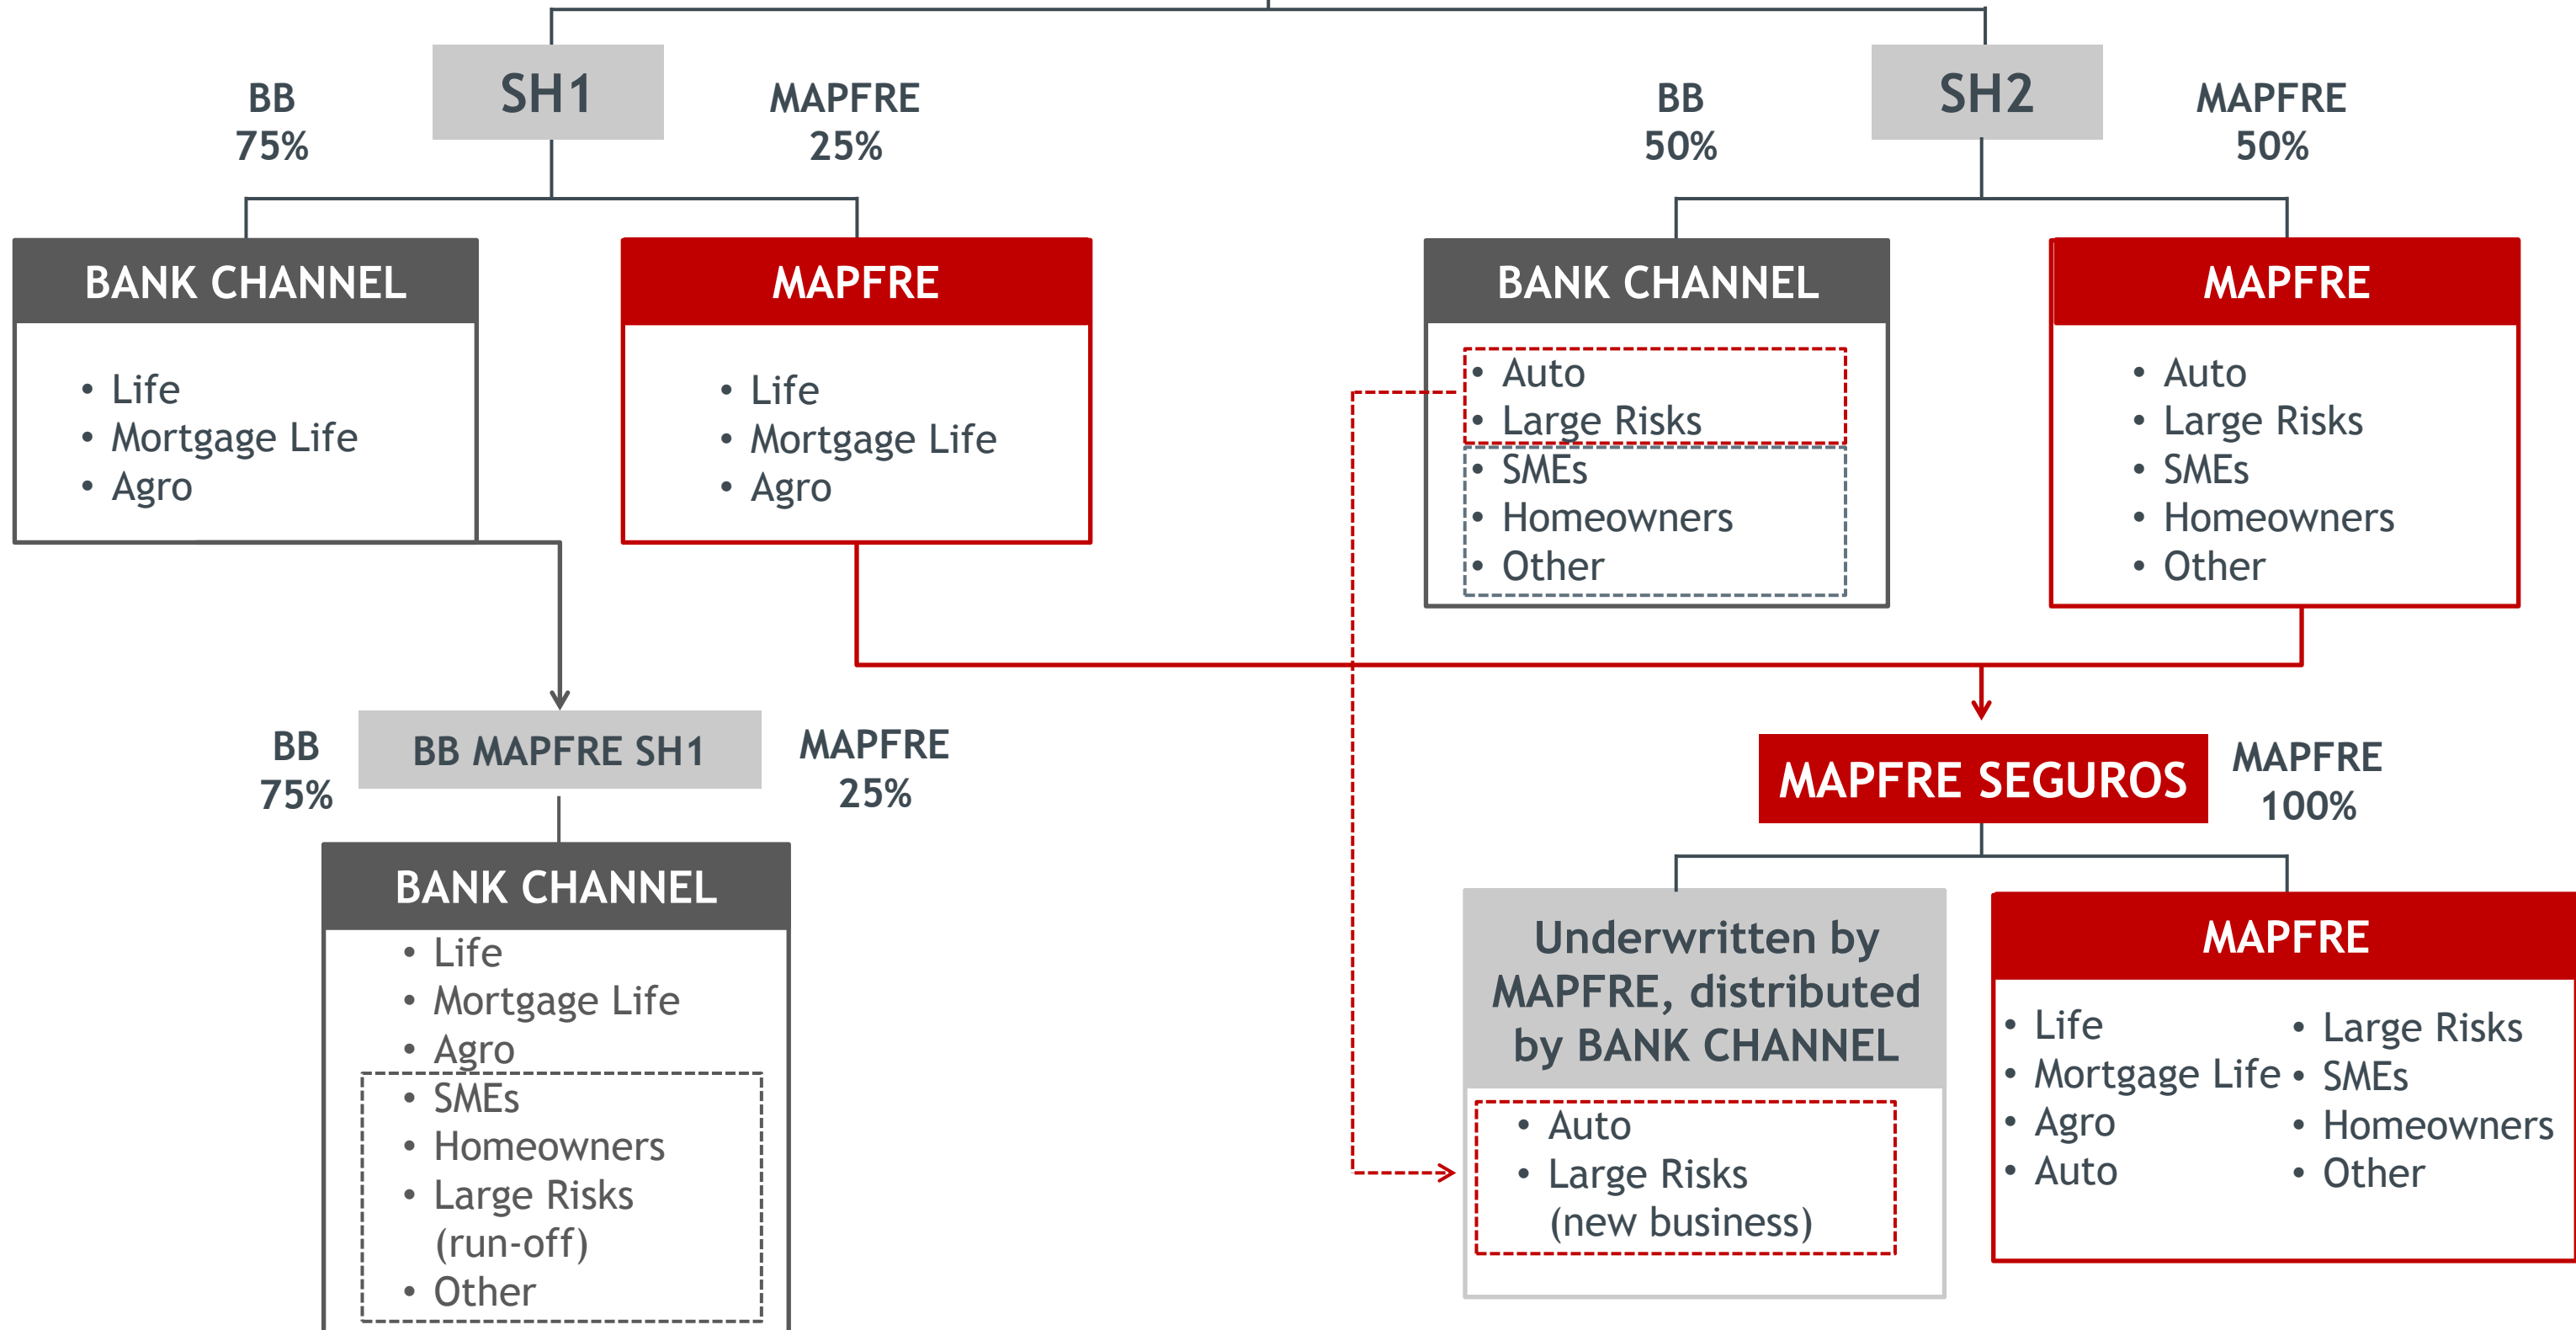 SH1
BB
75%
MAPFRE
25%
SH2
BB
50%
MAPFRE
50%
BANK CHANNEL
• Life
• Mortgage Life
• Agro
MAPFRE
• Life
• Mortgage Life
• Agro
BANK CHANNEL
• Auto
• Large Risks
• SMEs
• Homeowners
• Other
MAPFRE
• Auto
• Large Risks
• SMEs
• Homeowners
• Other
BB
75%
BB MAPFRE SH1
MAPFRE
25%
BANK CHANNEL
• Life
• Mortgage Life
• Agro
• SMEs
• Homeowners
• Large Risks
(run-off)
• Other
MAPFRE SEGUROS
MAPFRE
100%
Underwritten by
MAPFRE, distributed
by BANK CHANNEL
• Auto
• Large Risks
(new business)
MAPFRE
• Life
• Mortgage Life
• Agro
• Auto
• Large Risks
• SMEs
• Homeowners
• Other